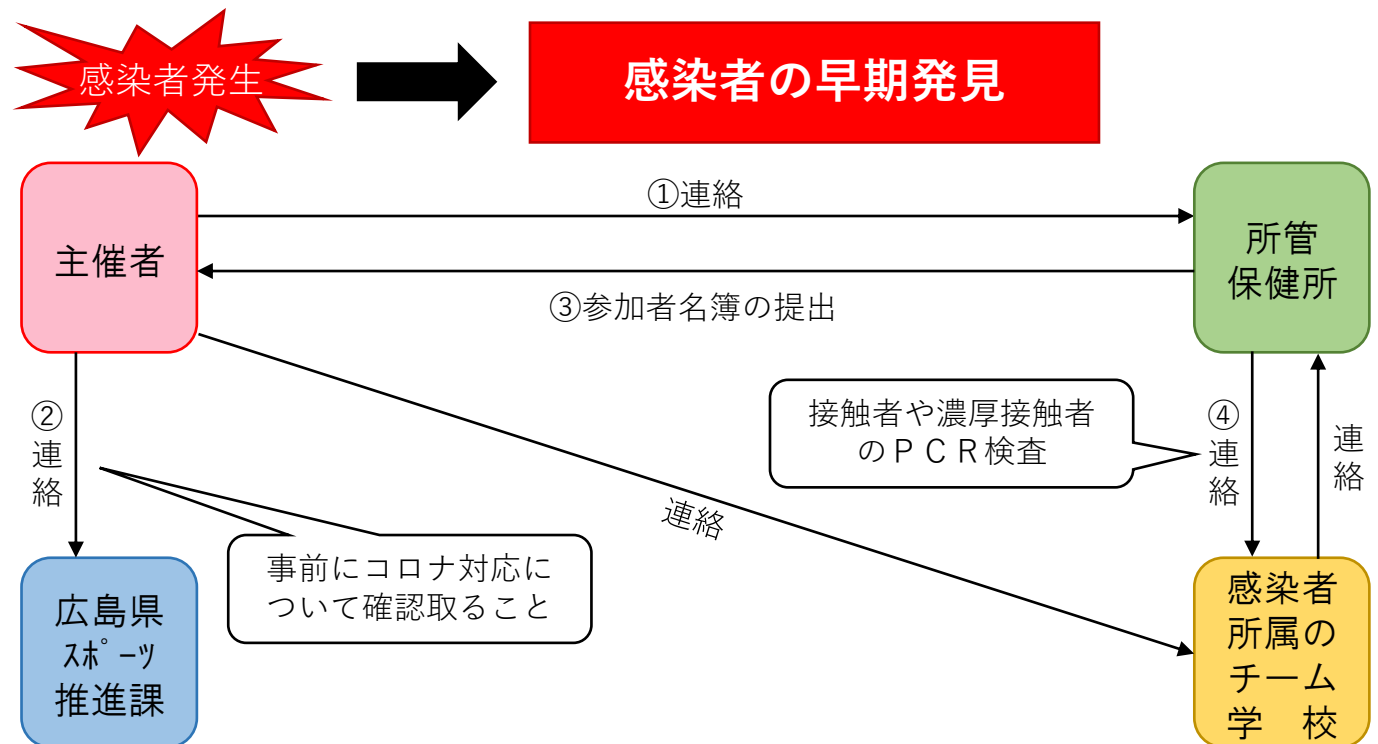 感染者発生
感染者の早期発見
主催者
①連絡
所管
保健所
③参加者名簿の提出
②
連
絡
接触者や濃厚接触者
のＰＣＲ検査
④
連
絡
連
絡
連絡
事前にコロナ対応に
ついて確認取ること
広島県
ｽﾎﾟｰﾂ
推進課
感染者
所属の
チーム
学　校